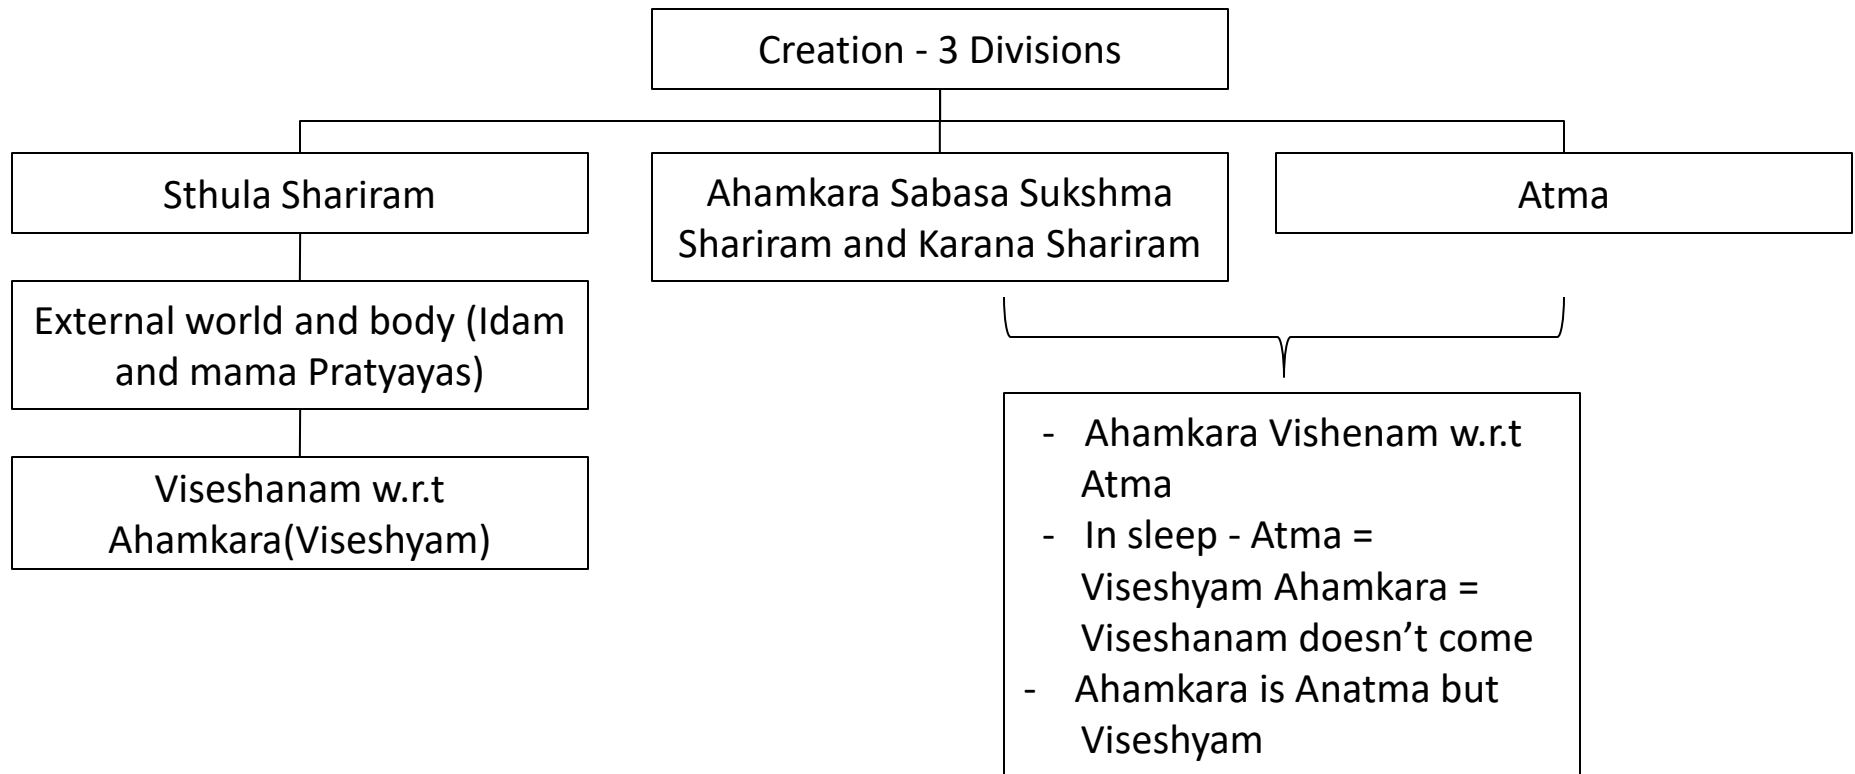 Creation - 3 Divisions
Sthula Shariram
Ahamkara Sabasa Sukshma
Shariram and Karana Shariram
Atma
External world and body (Idam
and mama Pratyayas)
Viseshanam w.r.t
Ahamkara(Viseshyam)
- Ahamkara Vishenam w.r.t
Atma
- In sleep - Atma =
Viseshyam Ahamkara =
Viseshanam doesn’t come
- Ahamkara is Anatma but
Viseshyam